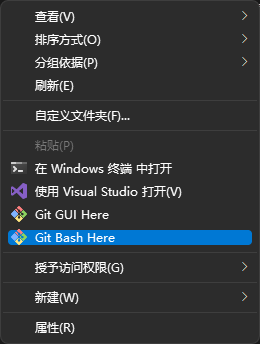 查看(V)
排序方式(O)
分组依据(P)
刷新(E)
自定义文件夹(F)...
粘贴(P)
在 Windows 终端 中打开
使用 Visual Studio 打开(V)
Git GUI Here
Git Bash Here
授予访问权限(G)
新建(W)
属性(R)